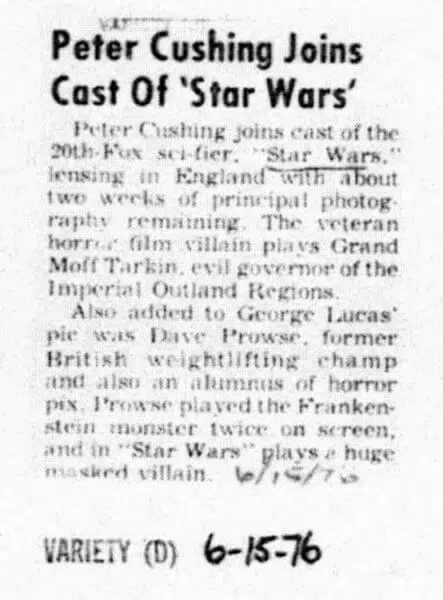 Peter Cushing Joins
Cast Of 'Star Wars'
Peter Cushing joins cast of the
20th-Fox sci-fier, "Star Wars,"
lensing in England with about
two weeks of principal photog-
raphy remaining. The veteran
horror film villain plays Grand
Moff Tarkin, evil governor of the
Imperial Outland Regions.
Also added to George Lucas'
pic was Dave Prowse, former
British weightlifting champ
and also an alumnus of horror
pix. Prowse played the Franken-
stein monster twice on screen,
and in "Star Wars" plays a huge
masked villain. 6/15/76
VARIETY (D) 6-15-76